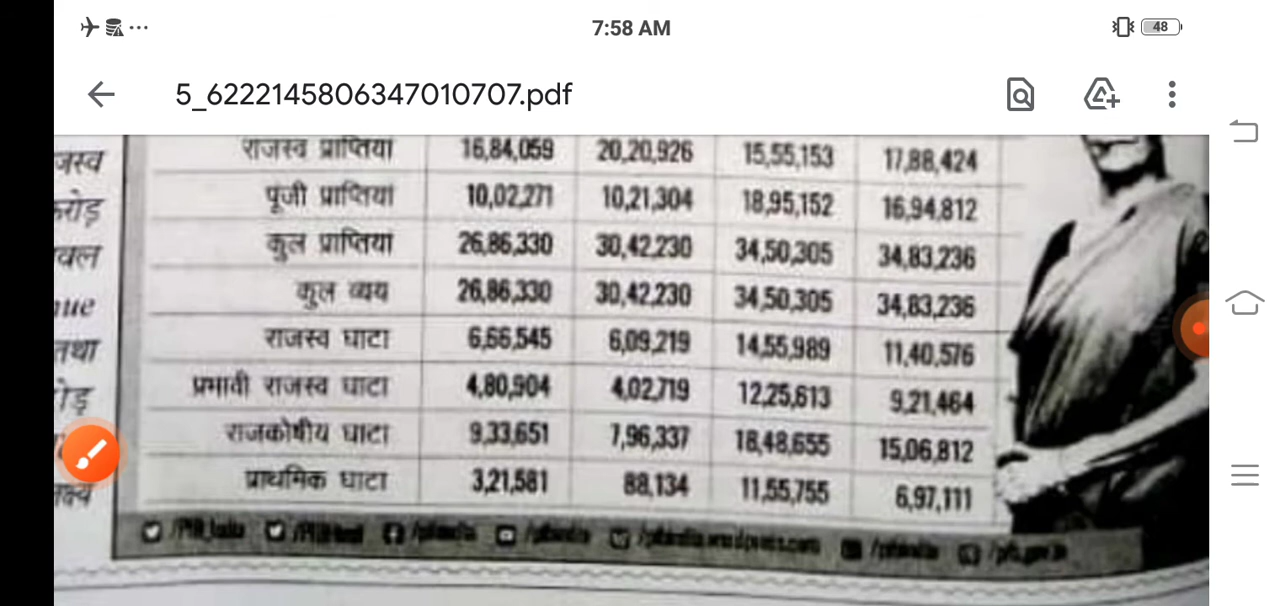 7:58 AM
48
5_6222145806347010707.pdf
राजस्व प्राप्तियां 16,84,059 20,20,926 15,55,153 17,88,424
पूंजी प्राप्तियां 10,02,271 10,21,304 18,95,152 16,94,812
कुल प्राप्तियां 26,86,330 30,42,230 34,50,305 34,83,236
कुल व्यय 26,86,330 30,42,230 34,50,305 34,83,236
राजस्व घाटा 6,66,545 6,09,219 14,55,989 11,40,576
प्रभावी राजस्व घाटा 4,80,904 4,02,719 12,25,613 9,21,464
राजकोषीय घाटा 9,33,651 7,96,337 18,48,655 15,06,812
प्राथमिक घाटा 3,21,581 88,134 11,55,755 6,97,111
जस्व
रोड़
वल
nue
तथा
ोड़